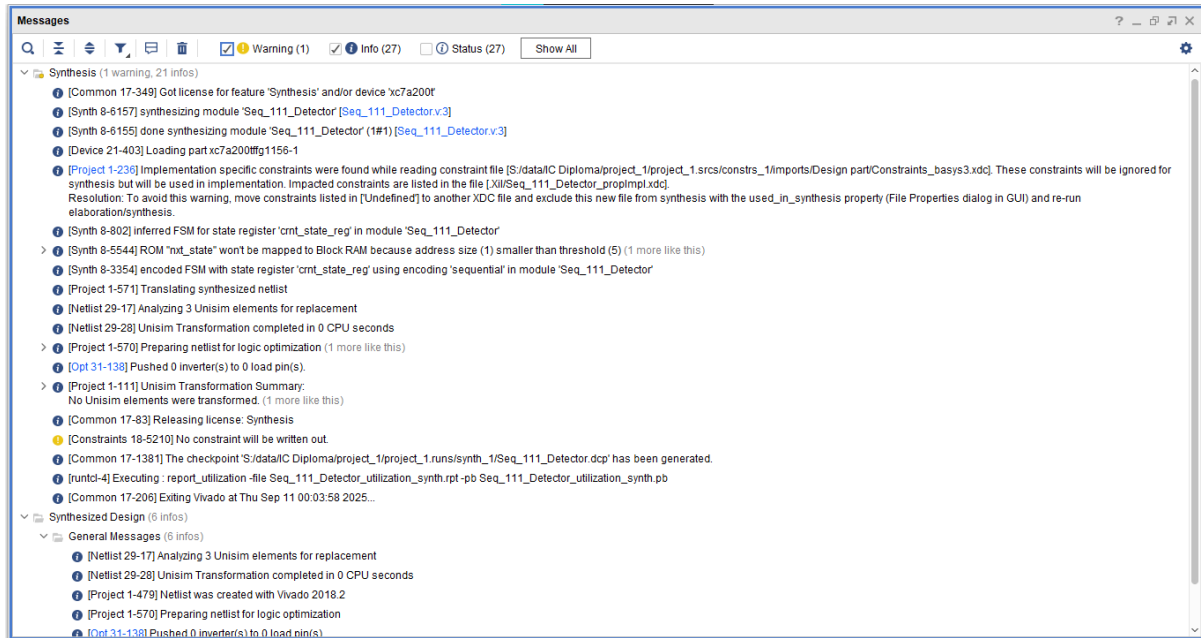 Messages
? _
Warning (1) Info (27) Status (27) Show All
Synthesis (1 warning, 21 infos)
[Common 17-349] Got license for feature 'Synthesis' and/or device 'xc7a200t'
[Synth 8-6157] synthesizing module 'Seq_111_Detector' [Seq_111_Detector.v:3]
[Synth 8-6155] done synthesizing module 'Seq_111_Detector' (1#1) [Seq_111_Detector.v:3]
[Device 21-403] Loading part xc7a200tffg1156-1
[Project 1-236] Implementation specific constraints were found while reading constraint file [S:/data/IC Diploma/project_1/project_1.srcs/constrs_1/imports/Design part/Constraints_basys3.xdc]. These constraints will be ignored for
synthesis but will be used in implementation. Impacted constraints are listed in the file [.Xil/Seq_111_Detector_propImpl.xdc].
Resolution: To avoid this warning, move constraints listed in ['Undefined'] to another XDC file and exclude this new file from synthesis with the used_in_synthesis property (File Properties dialog in GUI) and re-run
elaboration/synthesis.
[Synth 8-802] inferred FSM for state register 'crnt_state_reg' in module 'Seq_111_Detector'
[Synth 8-5544] ROM "nxt_state" won't be mapped to Block RAM because address size (1) smaller than threshold (5) (1 more like this)
[Synth 8-3354] encoded FSM with state register 'crnt_state_reg' using encoding 'sequential' in module 'Seq_111_Detector'
[Project 1-571] Translating synthesized netlist
[Netlist 29-17] Analyzing 3 Unisim elements for replacement
[Netlist 29-28] Unisim Transformation completed in 0 CPU seconds
[Project 1-570] Preparing netlist for logic optimization (1 more like this)
[Opt 31-138] Pushed 0 inverter(s) to 0 load pin(s).
[Project 1-111] Unisim Transformation Summary:
No Unisim elements were transformed. (1 more like this)
[Common 17-83] Releasing license: Synthesis
[Constraints 18-5210] No constraint will be written out.
[Common 17-1381] The checkpoint 'S:/data/IC Diploma/project_1/project_1.runs/synth_1/Seq_111_Detector.dcp' has been generated.
[runtcl-4] Executing : report_utilization -file Seq_111_Detector_utilization_synth.rpt -pb Seq_111_Detector_utilization_synth.pb
[Common 17-206] Exiting Vivado at Thu Sep 11 00:03:58 2025...
Synthesized Design (6 infos)
General Messages (6 infos)
[Netlist 29-17] Analyzing 3 Unisim elements for replacement
[Netlist 29-28] Unisim Transformation completed in 0 CPU seconds
[Project 1-479] Netlist was created with Vivado 2018.2
[Project 1-570] Preparing netlist for logic optimization
[Opt 31-138] Pushed 0 inverter(s) to 0 load pin(s)